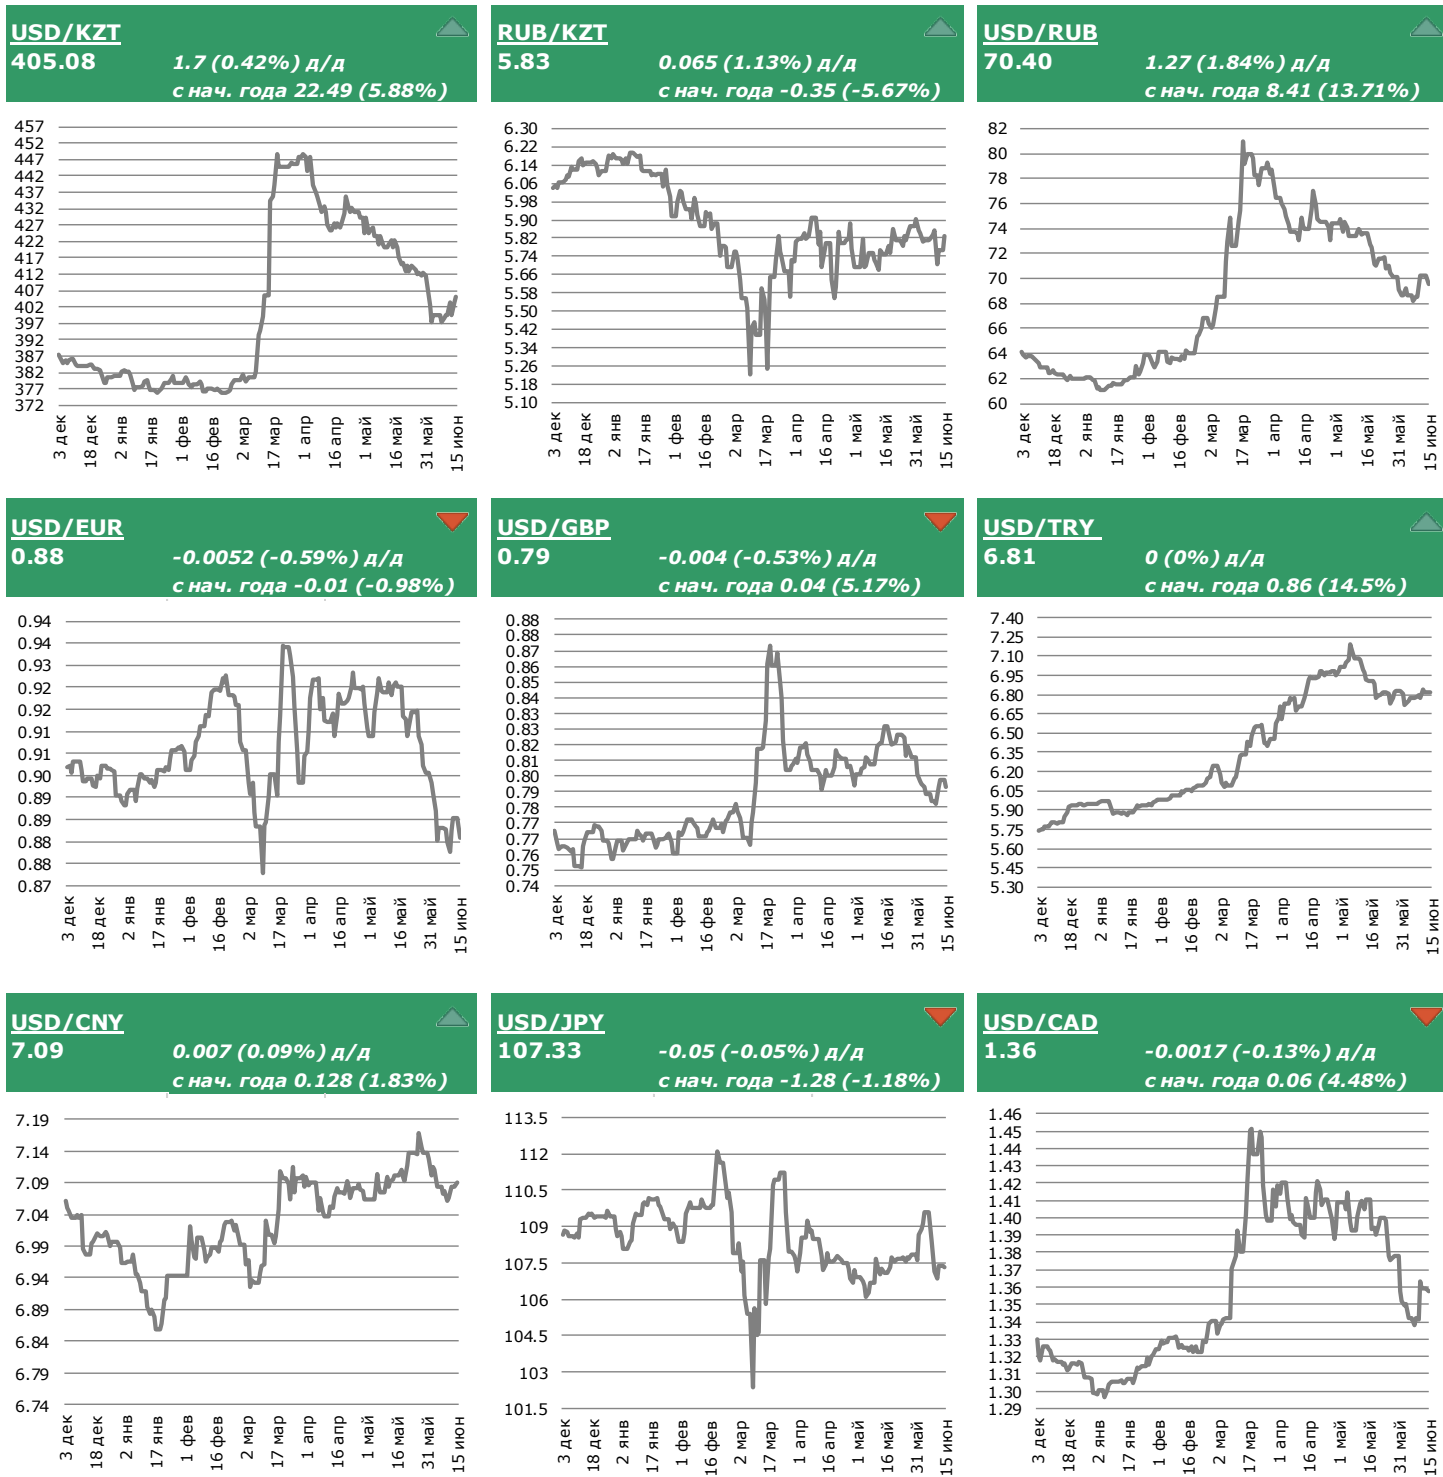 USD/KZT
405.08 1.7 (0.42%) д/д
с нач. года 22.49 (5.88%)
457
452
447
442
437
432
427
422
417
412
407
402
397
392
387
382
377
372
3 дек
18 дек
2 янв
17 янв
1 фев
16 фев
2 мар
17 мар
1 апр
16 апр
1 май
16 май
31 май
15 июн
RUB/KZT
5.83 0.065 (1.13%) д/д
с нач. года -0.35 (-5.67%)
6.30
6.22
6.14
6.06
5.98
5.90
5.82
5.74
5.66
5.58
5.50
5.42
5.34
5.26
5.18
5.10
3 дек
18 дек
2 янв
17 янв
1 фев
16 фев
2 мар
17 мар
1 апр
16 апр
1 май
16 май
31 май
15 июн
USD/RUB
70.40 1.27 (1.84%) д/д
с нач. года 8.41 (13.71%)
82
80
78
76
74
72
70
68
66
64
62
60
3 дек
18 дек
2 янв
17 янв
1 фев
16 фев
2 мар
17 мар
1 апр
16 апр
1 май
16 май
31 май
15 июн
USD/EUR
0.88 -0.0052 (-0.59%) д/д
с нач. года -0.01 (-0.98%)
0.94
0.94
0.93
0.92
0.92
0.91
0.91
0.90
0.89
0.89
0.88
0.88
0.87
3 дек
18 дек
2 янв
17 янв
1 фев
16 фев
2 мар
17 мар
1 апр
16 апр
1 май
16 май
31 май
15 июн
USD/GBP
0.79 -0.004 (-0.53%) д/д
с нач. года 0.04 (5.17%)
0.88
0.88
0.87
0.86
0.85
0.84
0.83
0.83
0.82
0.81
0.80
0.79
0.78
0.77
0.76
0.75
0.74
3 дек
18 дек
2 янв
17 янв
1 фев
16 фев
2 мар
17 мар
1 апр
16 апр
1 май
16 май
31 май
15 июн
USD/TRY
6.81 0 (0%) д/д
с нач. года 0.86 (14.5%)
7.40
7.25
7.10
6.95
6.80
6.65
6.50
6.35
6.20
6.05
5.90
5.75
5.60
5.45
5.30
3 дек
18 дек
2 янв
17 янв
1 фев
16 фев
2 мар
17 мар
1 апр
16 апр
1 май
16 май
31 май
15 июн
USD/CNY
7.09 0.007 (0.09%) д/д
с нач. года 0.128 (1.83%)
7.19
7.14
7.09
7.04
6.99
6.94
6.89
6.84
6.79
6.74
3 дек
18 дек
2 янв
17 янв
1 фев
16 фев
2 мар
17 мар
1 апр
16 апр
1 май
16 май
31 май
15 июн
USD/JPY
107.33 -0.05 (-0.05%) д/д
с нач. года -1.28 (-1.18%)
113.5
112
110.5
109
107.5
106
104.5
103
101.5
3 дек
18 дек
2 янв
17 янв
1 фев
16 фев
2 мар
17 мар
1 апр
16 апр
1 май
16 май
31 май
15 июн
USD/CAD
1.36 -0.0017 (-0.13%) д/д
с нач. года 0.06 (4.48%)
1.46
1.45
1.44
1.43
1.42
1.41
1.40
1.39
1.38
1.37
1.36
1.35
1.34
1.33
1.32
1.31
1.30
1.29
3 дек
18 дек
2 янв
17 янв
1 фев
16 фев
2 мар
17 мар
1 апр
16 апр
1 май
16 май
31 май
15 июн